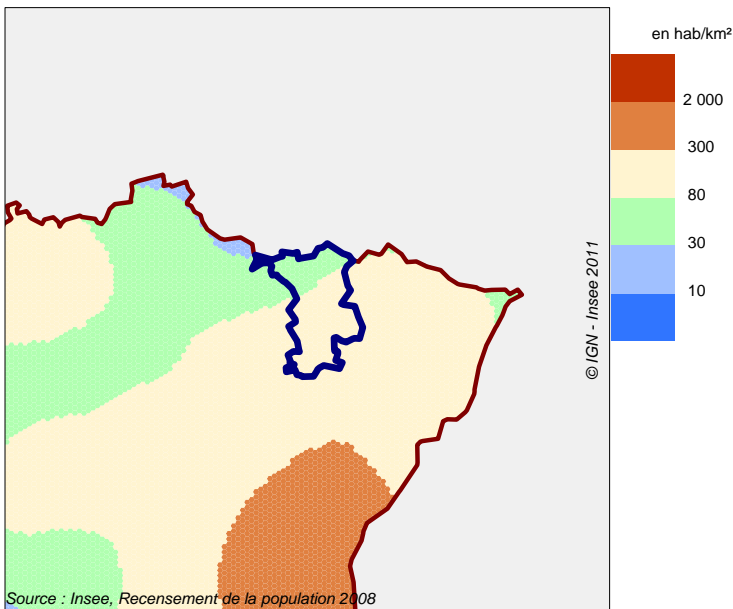 en hab/km²
2 000
300
80
30
10
© IGN - Insee 2011
Source : Insee, Recensement de la population 2008